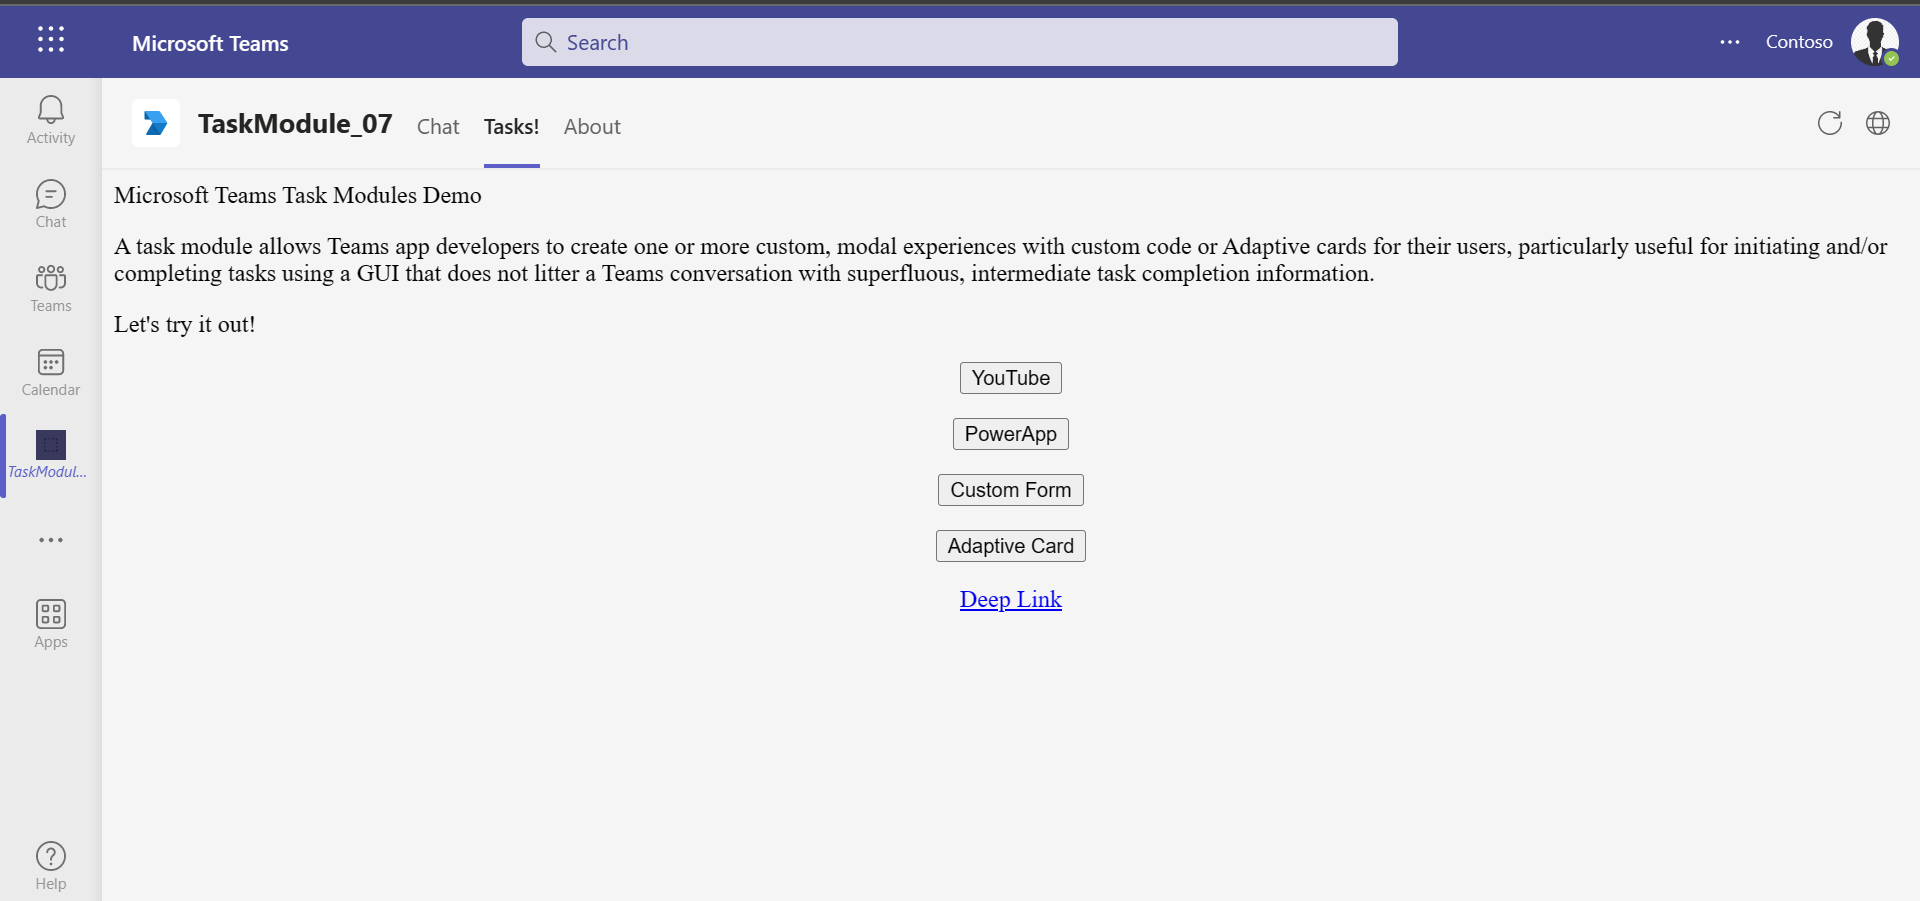 Microsoft Teams
Search
Contoso
Activity
Chat
Teams
Calendar
TaskModul...
Apps
Help
TaskModule_07
Chat
Tasks!
About
Microsoft Teams Task Modules Demo
A task module allows Teams app developers to create one or more custom, modal experiences with custom code or Adaptive cards for their users, particularly useful for initiating and/or
completing tasks using a GUI that does not litter a Teams conversation with superfluous, intermediate task completion information.
Let's try it out!
YouTube
PowerApp
Custom Form
Adaptive Card
Deep Link